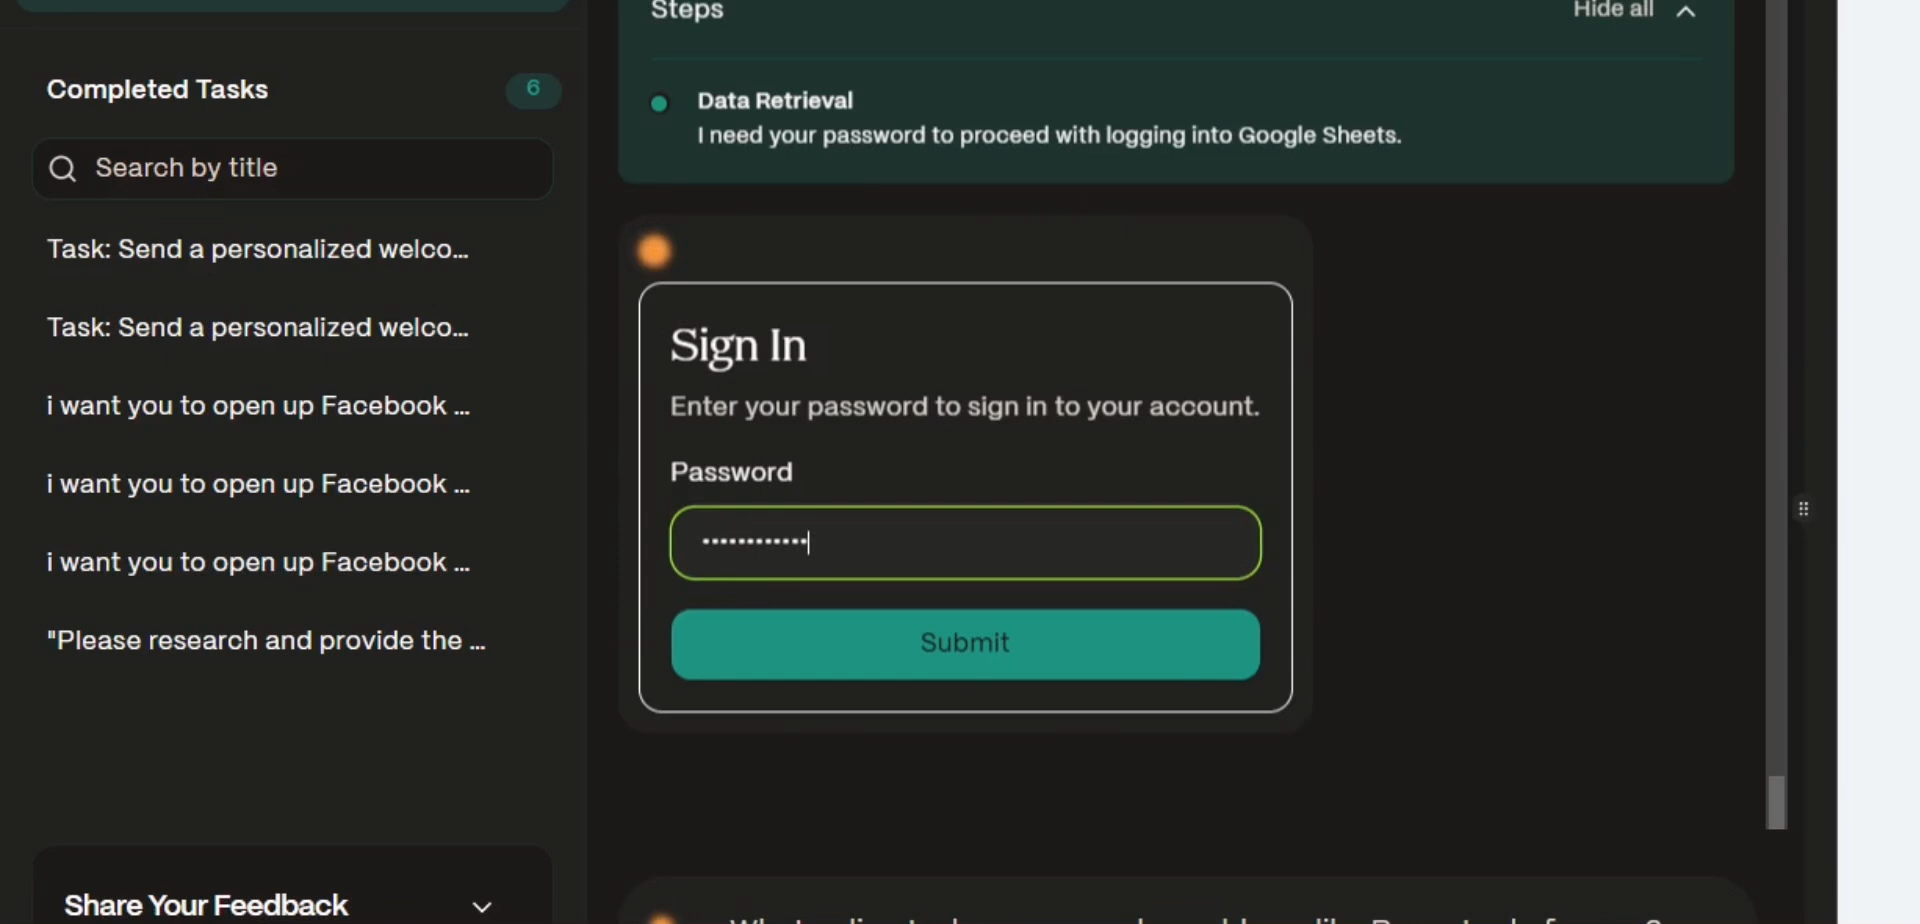 Steps
Hide all
Completed Tasks
6
Data Retrieval
I need your password to proceed with logging into Google Sheets.
Search by title
Task: Send a personalized welco...
Task: Send a personalized welco...
i want you to open up Facebook ...
i want you to open up Facebook ...
i want you to open up Facebook ...
"Please research and provide the ...
Sign In
Enter your password to sign in to your account.
Password
••••••••••••
Submit
Share Your Feedback